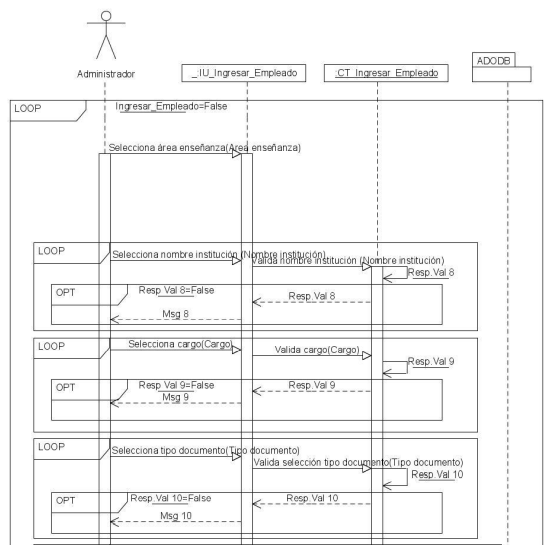 ADODB
Administrador
_:IU_Ingresar_Empleado
:CT_Ingresar_Empleado
LOOP
Ingresar_Empleado=False
Selecciona área enseñanza(Area enseñanza)
LOOP
Selecciona nombre institución (Nombre institución)
Valida nombre institución (Nombre institución)
Resp.Val 8
OPT
Resp.Val 8=False
Resp.Val 8
Msg 8
LOOP
Selecciona cargo(Cargo)
Valida cargo(Cargo)
Resp.Val 9
OPT
Resp.Val 9=False
Resp.Val 9
Msg 9
LOOP
Selecciona tipo documento(Tipo documento)
Valida selección tipo documento(Tipo documento)
Resp.Val 10
OPT
Resp.Val 10=False
Resp.Val 10
Msg 10